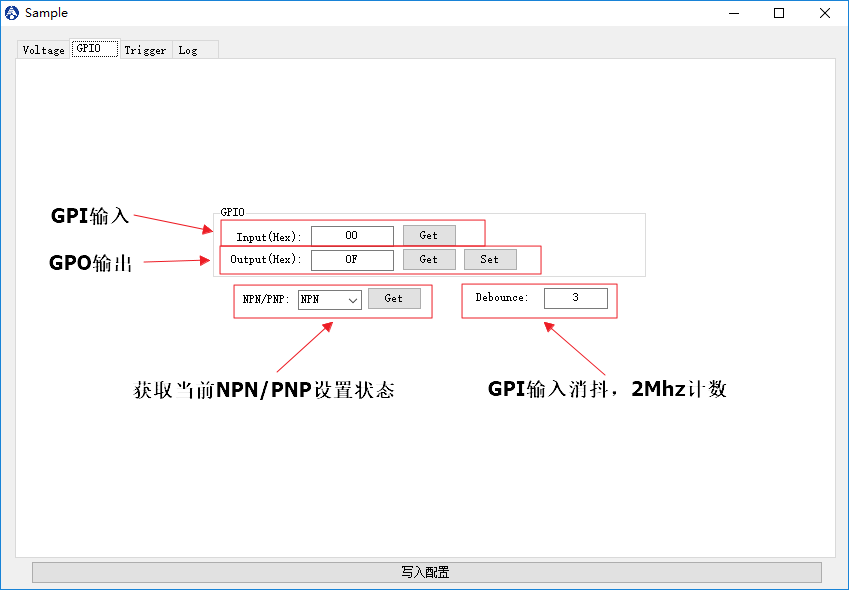 Sample
Voltage GPIO Trigger Log
GPIO
GPI输入
Input(Hex): 00 Get
GPO输出
Output(Hex): 0F Get Set
NPN/PNP: NPN Get
Debounce: 3
获取当前NPN/PNP设置状态
GPI输入消抖，2Mhz计数
写入配置